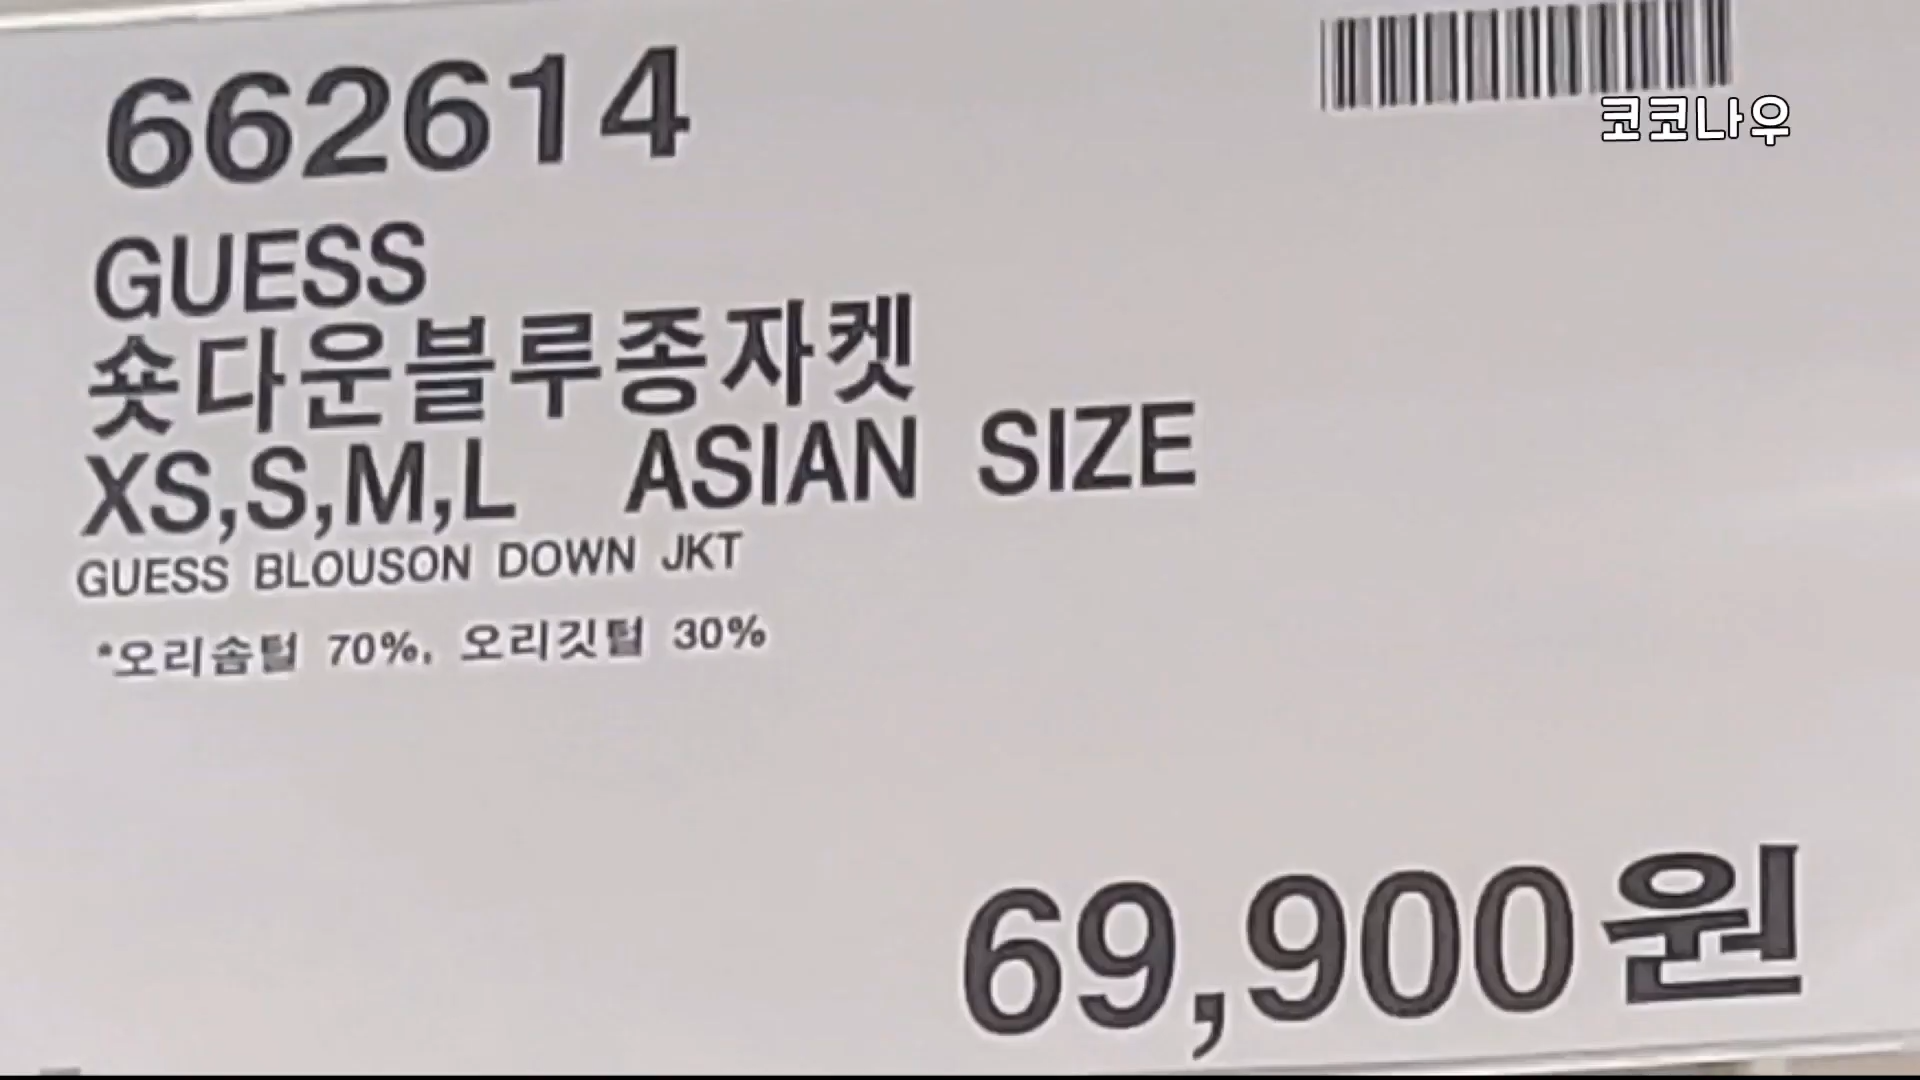 662614
코코나우
GUESS
숏다운블루종자켓
XS,S,M,L ASIAN SIZE
GUESS BLOUSON DOWN JKT
*오리솜털 70%, 오리깃털 30%
69,900원